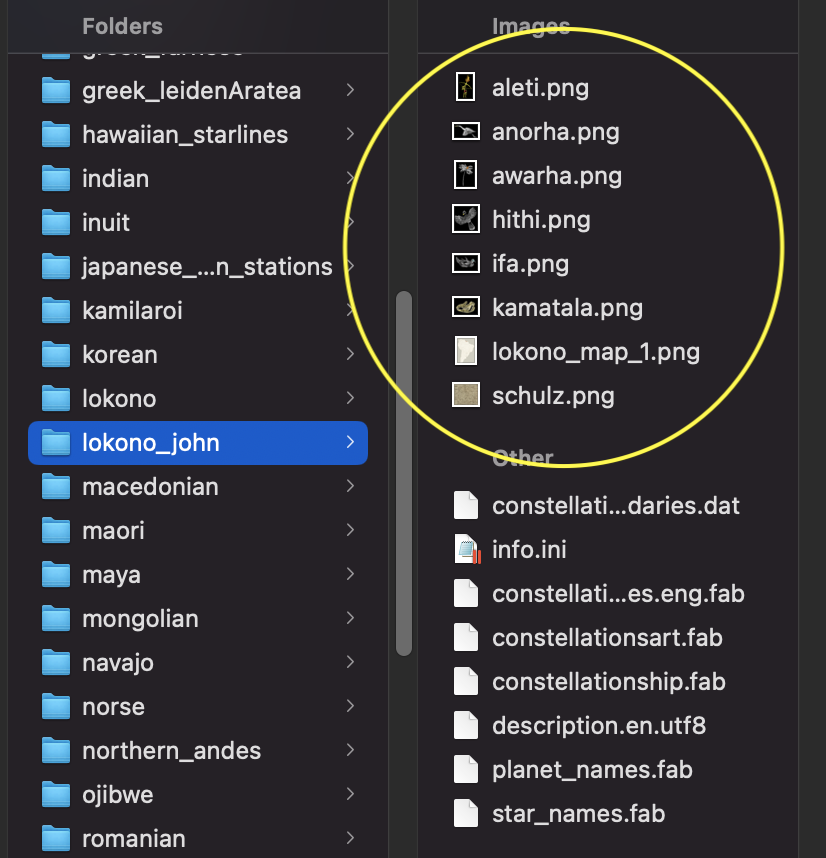 Folders
greek_farnese
greek_leidenAratea
hawaiian_starlines
indian
inuit
japanese_...n_stations
kamilaroi
korean
lokono
lokono_john
macedonian
maori
maya
mongolian
navajo
norse
northern_andes
ojibwe
romanian
Images
aleti.png
anorha.png
awarha.png
hithi.png
ifa.png
kamatala.png
lokono_map_1.png
schulz.png
Other
constellati...daries.dat
info.ini
constellati...es.eng.fab
constellationsart.fab
constellationship.fab
description.en.utf8
planet_names.fab
star_names.fab